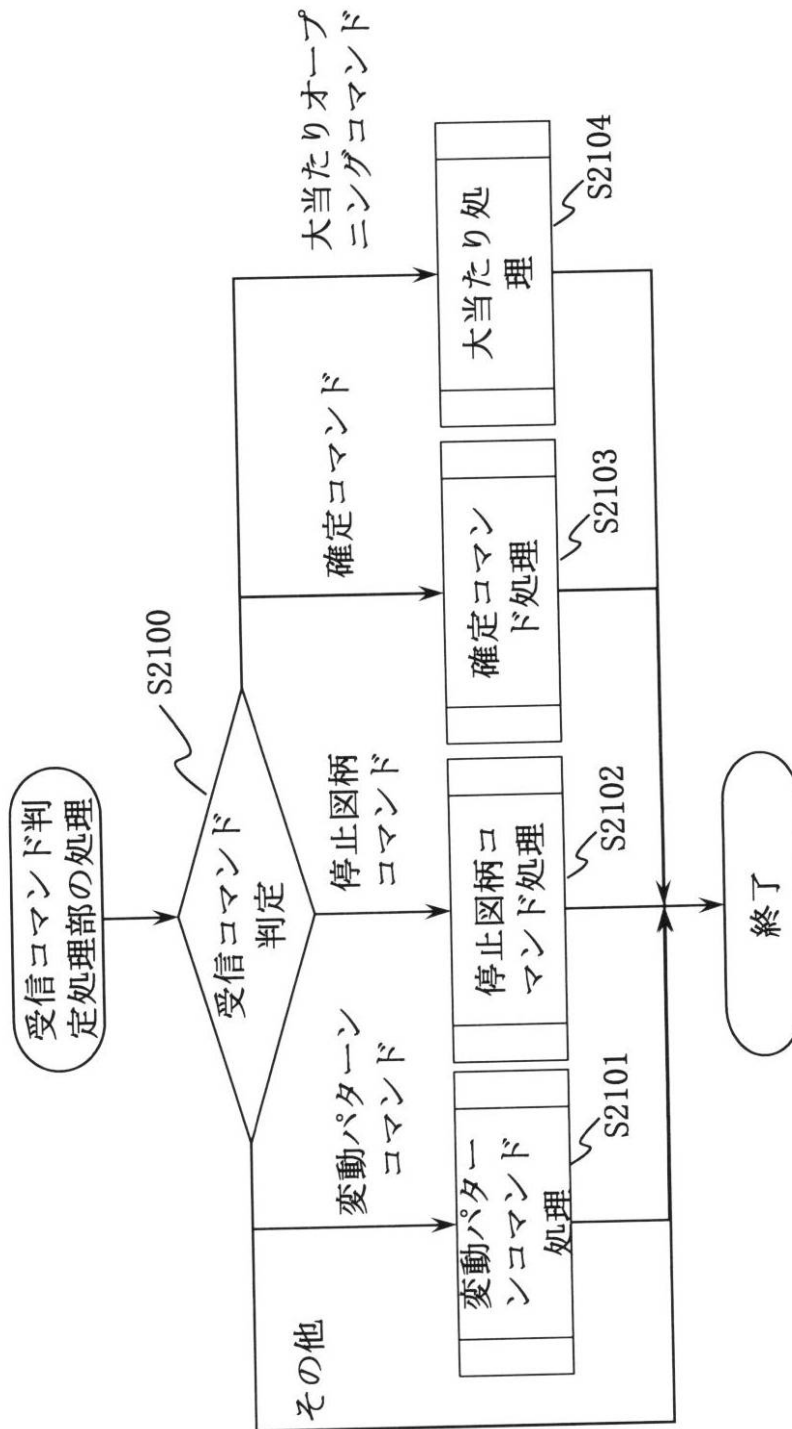 受信コマンド判
定処理部の処理
S2100
受信コマンド
判定
その他
変動パターン
コマンド
停止図柄
コマンド
確定コマンド
大当たりオープ
ニングコマンド
変動パター
ンコマンド
処理
S2101
停止図柄コ
マンド処理
S2102
確定コマン
ド処理
S2103
大当たり処
理
S2104
終了